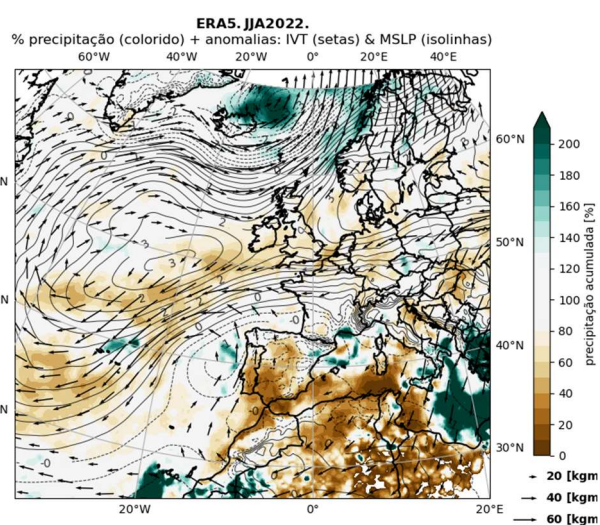 ERA5. JJA2022.
% precipitação (colorido) + anomalias: IVT (setas) & MSLP (isolinhas)
60°W 40°W 20°W 0° 20°E 40°E
60°N
50°N
40°N
30°N
N
N
N
20°W 0° 20°E
200
180
160
140
120
100
80
60
40
20
0
precipitação acumulada [%]
20 [kgm
40 [kgm
60 [kgm